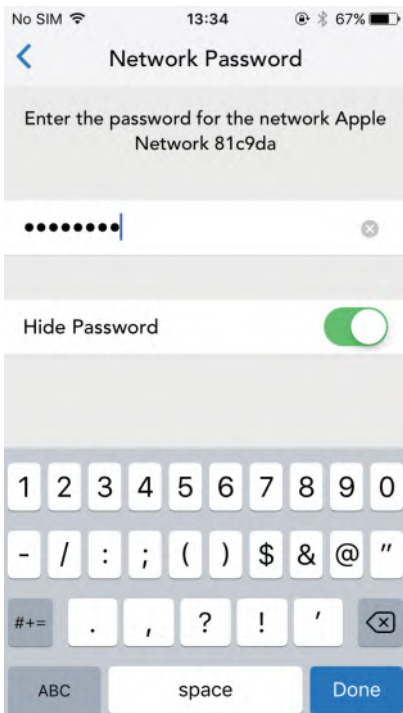 No SIM 13:34 67%
Network Password
Enter the password for the network Apple
Network 81c9da
••••••••
Hide Password
1 2 3 4 5 6 7 8 9 0
- / : ; ( ) $ & @ "
#+= . , ? ! '
ABC space Done